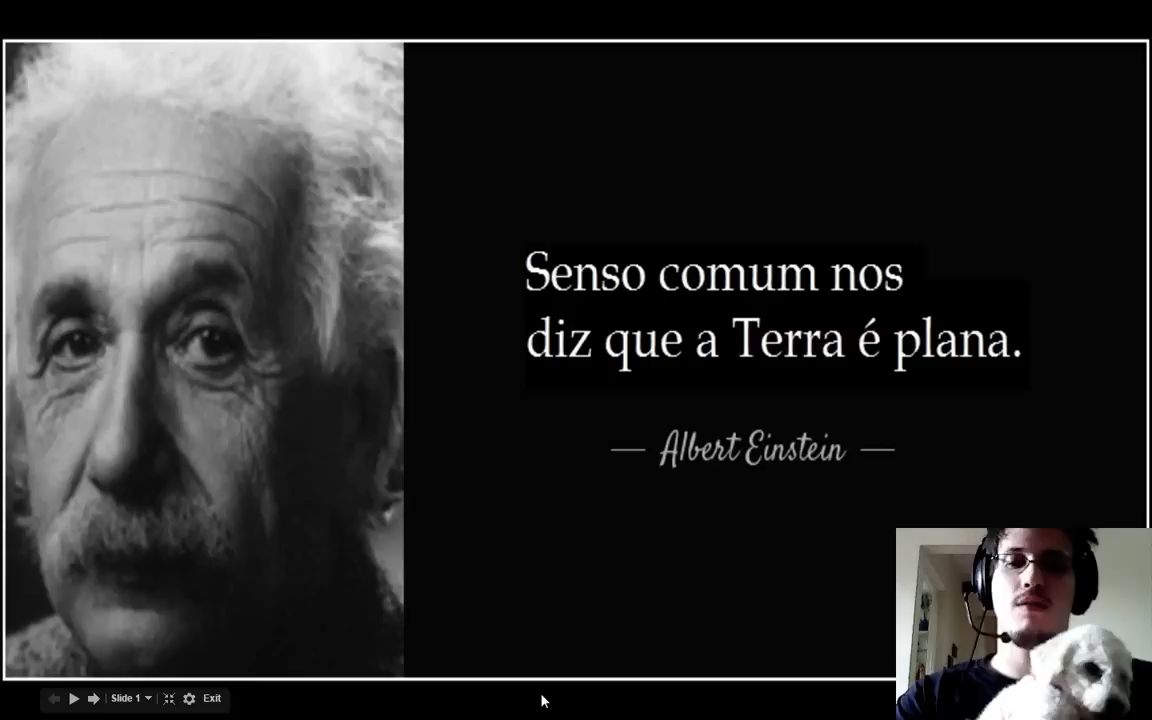 Senso comum nos
diz que a Terra é plana.
— Albert Einstein —
Slide 1
Exit